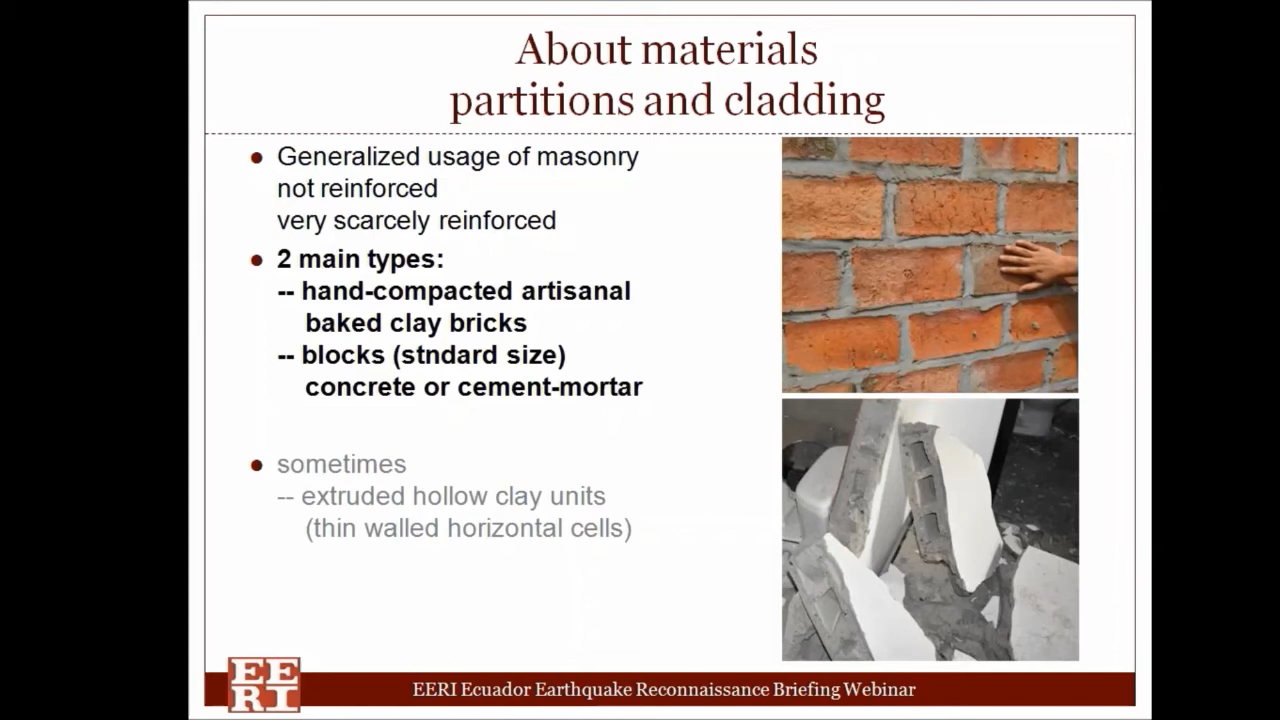 About materials
partitions and cladding
Generalized usage of masonry
not reinforced
very scarcely reinforced
2 main types:
-- hand-compacted artisanal
baked clay bricks
-- blocks (stndard size)
concrete or cement-mortar
sometimes
-- extruded hollow clay units
(thin walled horizontal cells)
EE
RI
EERI Ecuador Earthquake Reconnaissance Briefing Webinar